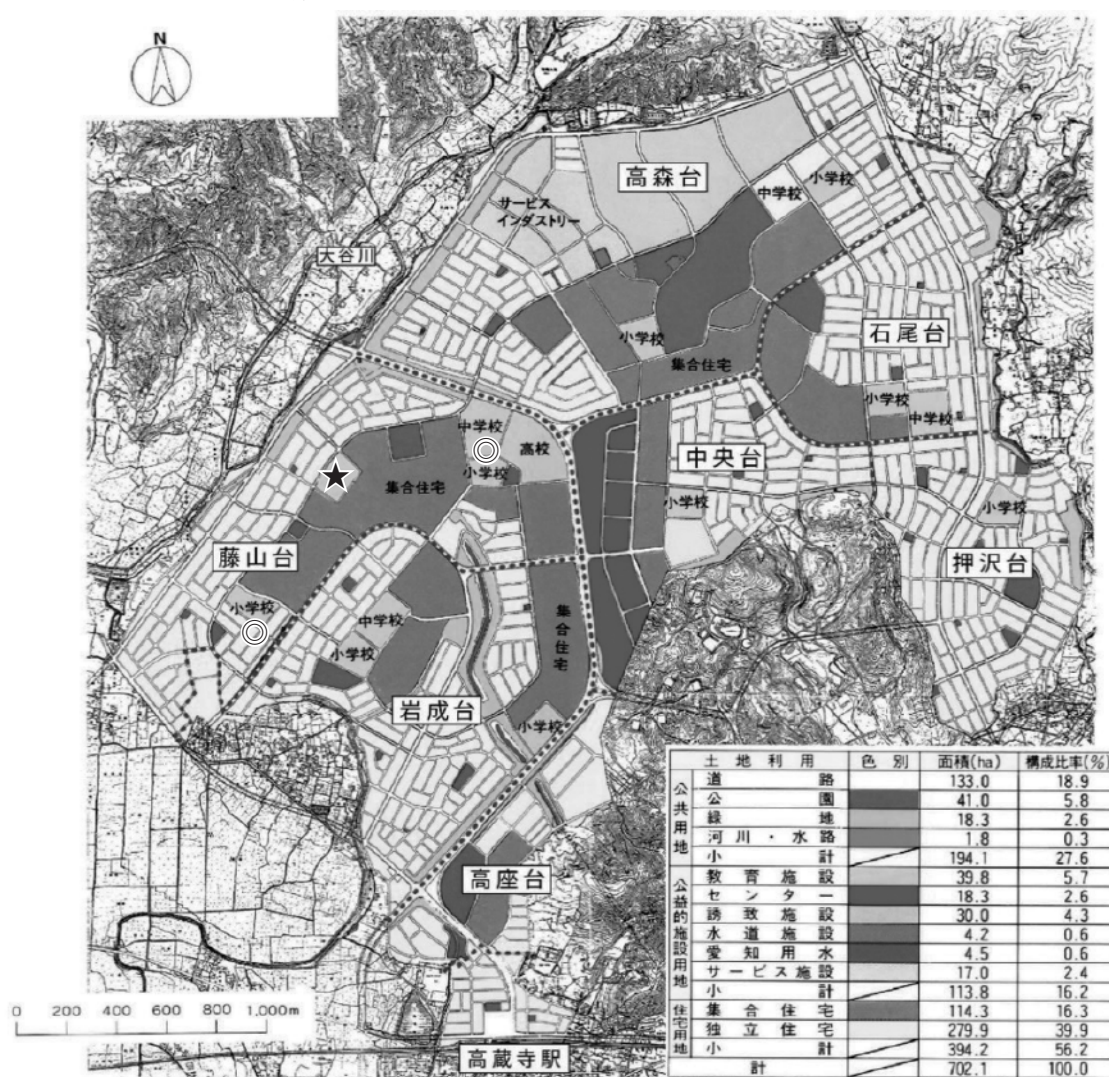 N
高森台
中学校
小学校
サービス
インダストリー
大谷川
小学校
集合住宅
石尾台
小学校
中学校
中学校
高校
小学校
集合住宅
中央台
小学校
小学校
押沢台
藤山台
小学校
中学校
小学校
集合住宅
岩成台
小学校
高座台
0 200 400 600 800 1,000m
高蔵寺駅
土地利用 色別 面積(ha) 構成比率(%)
公共用地
道路 133.0 18.9
公園 41.0 5.8
緑地 18.3 2.6
河川・水路 1.8 0.3
小計 194.1 27.6
公益的施設用地
教育施設 39.8 5.7
センター 18.3 2.6
誘致施設 30.0 4.3
水道施設 4.2 0.6
愛知用水 4.5 0.6
サービス施設 17.0 2.4
小計 113.8 16.2
住宅用地
集合住宅 114.3 16.3
独立住宅 279.9 39.9
小計 394.2 56.2
計 702.1 100.0